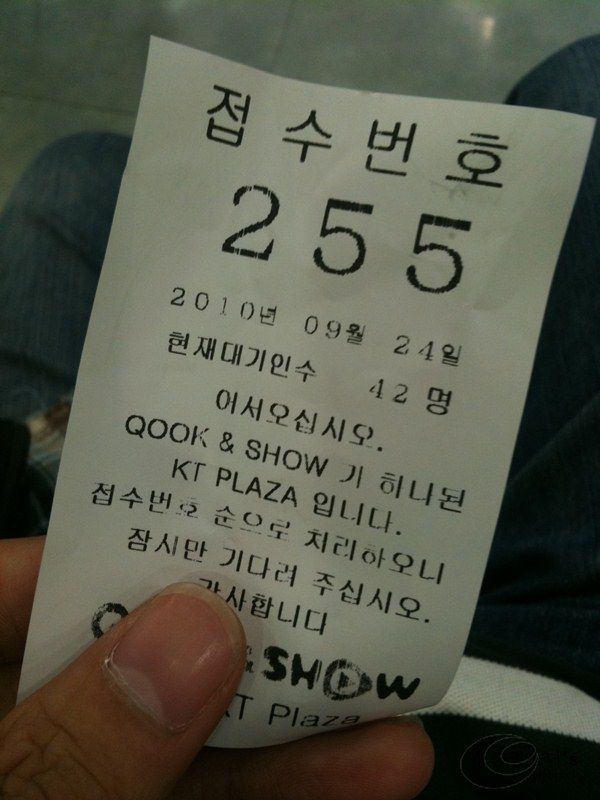 접수번호
255
2010년 09월 24일
현재대기인수 42 명
어서오십시오.
QOOK & SHOW 가 하나된
KT PLAZA 입니다.
접수번호 순으로 처리하오니
잠시만 기다려 주십시오.
감사합니다
&SHOW
KT Plaza